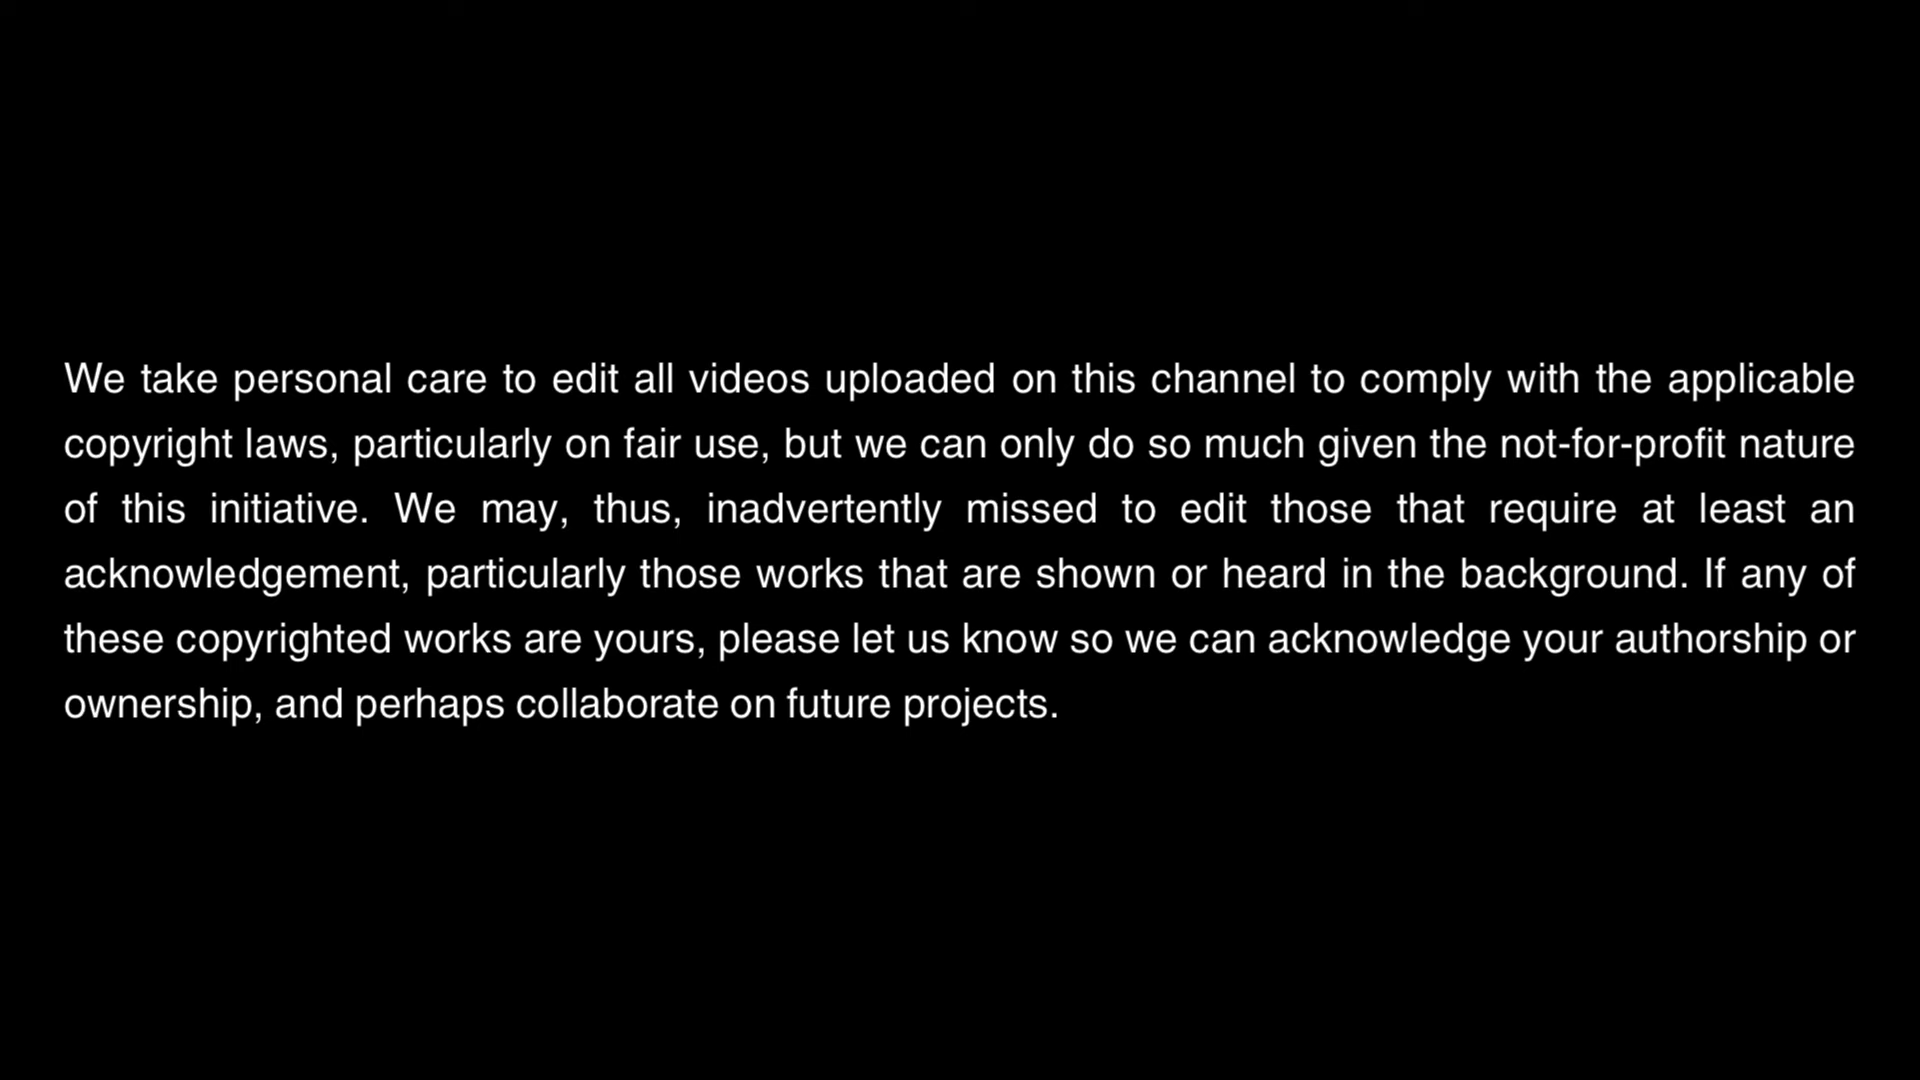 We take personal care to edit all videos uploaded on this channel to comply with the applicable
copyright laws, particularly on fair use, but we can only do so much given the not-for-profit nature
of this initiative. We may, thus, inadvertently missed to edit those that require at least an
acknowledgement, particularly those works that are shown or heard in the background. If any of
these copyrighted works are yours, please let us know so we can acknowledge your authorship or
ownership, and perhaps collaborate on future projects.